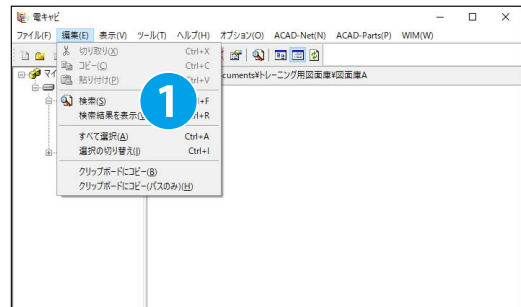 電キャビ
ファイル(F) 編集(E) 表示(V) ツール(T) ヘルプ(H) オプション(O) ACAD-Net(N) ACAD-Parts(P) WIM(W)
切り取り(X) Ctrl+X
コピー(C) Ctrl+C
貼り付け(P) Ctrl+V
cuments¥トレーニング用図面庫¥図面庫A
マイ
検索(S) l+F
検索結果を表示( l+R
1
すべて選択(A) Ctrl+A
選択の切り替え(I) Ctrl+I
クリップボードにコピー(B)
クリップボードにコピー(パスのみ)(H)